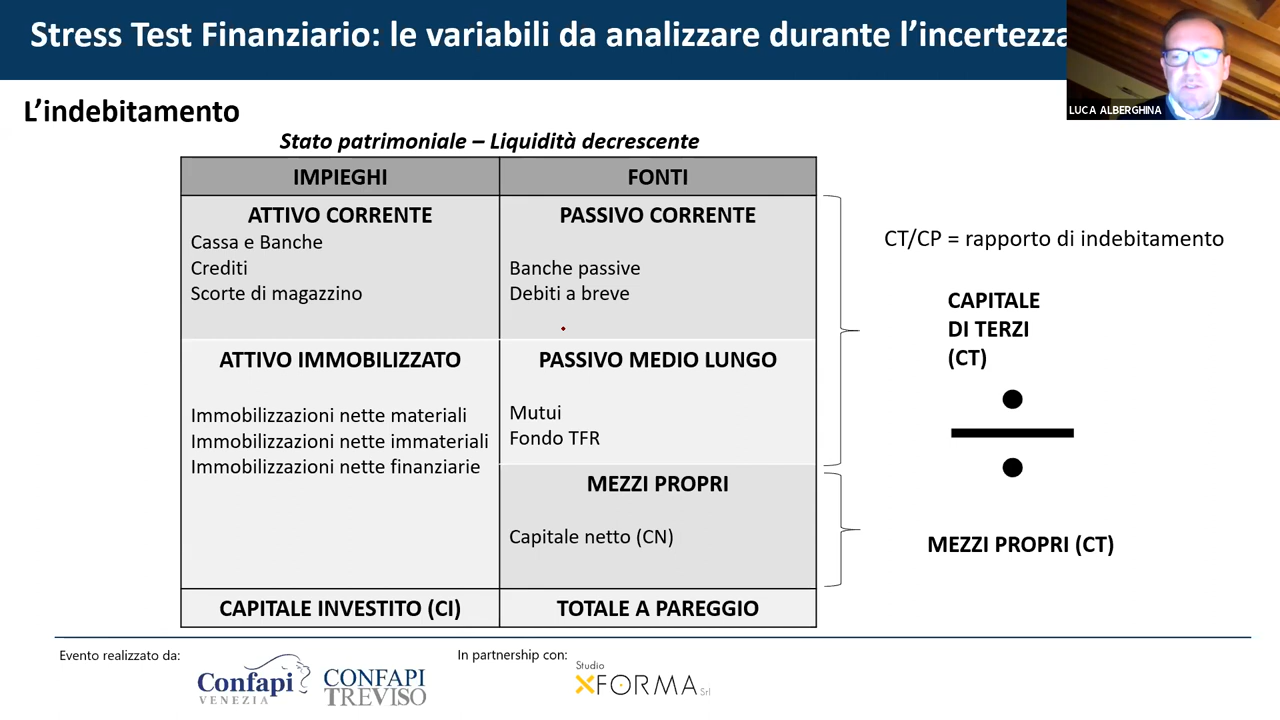 Stress Test Finanziario: le variabili da analizzare durante l’incertezza
LUCA ALBERGHINA
L’indebitamento
Stato patrimoniale – Liquidità decrescente
IMPIEGHI
FONTI
ATTIVO CORRENTE
Cassa e Banche
Crediti
Scorte di magazzino
PASSIVO CORRENTE
Banche passive
Debiti a breve
ATTIVO IMMOBILIZZATO
Immobilizzazioni nette materiali
Immobilizzazioni nette immateriali
Immobilizzazioni nette finanziarie
PASSIVO MEDIO LUNGO
Mutui
Fondo TFR
MEZZI PROPRI
Capitale netto (CN)
CAPITALE INVESTITO (CI)
TOTALE A PAREGGIO
CT/CP = rapporto di indebitamento
CAPITALE
DI TERZI
(CT)
MEZZI PROPRI (CT)
Evento realizzato da:
Confapi
VENEZIA
CONFAPI
TREVISO
In partnership con:
Studio
XFORMA Srl